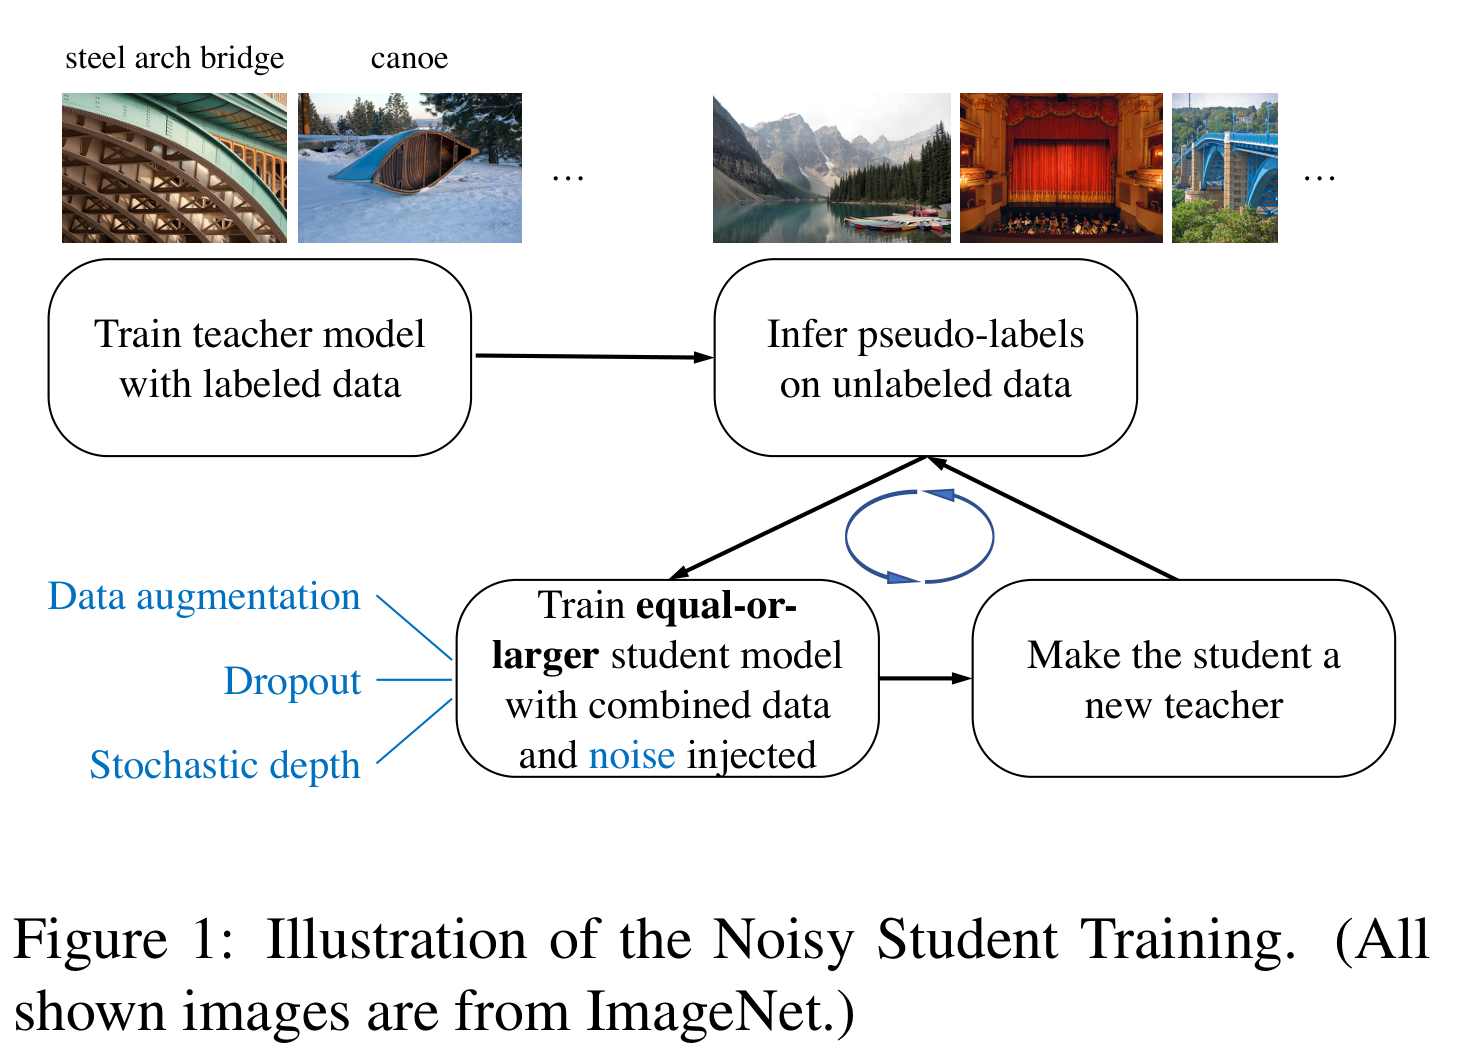 steel arch bridge
canoe
...
...
Train teacher model
with labeled data
Infer pseudo-labels
on unlabeled data
Data augmentation
Dropout
Stochastic depth
Train equal-or-
larger student model
with combined data
and noise injected
Make the student a
new teacher
Figure 1: Illustration of the Noisy Student Training. (All
shown images are from ImageNet.)